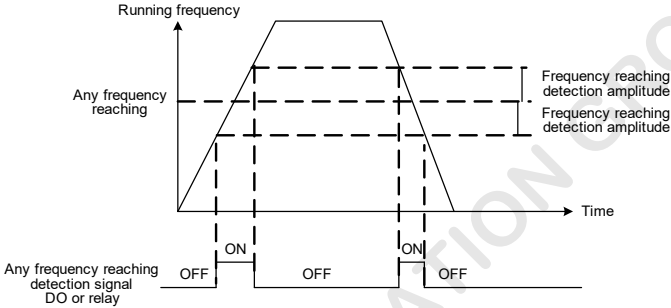 Running frequency
Any frequency
reaching
Frequency reaching
detection amplitude
Frequency reaching
detection amplitude
Time
ON
ON
Any frequency reaching
detection signal
DO or relay
OFF
OFF
OFF